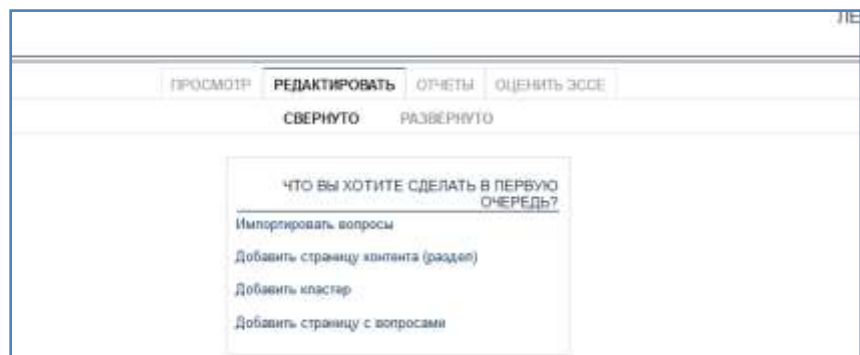 ЛЕ
ПРОСМОТР РЕДАКТИРОВАТЬ ОТЧЕТЫ ОЦЕНИТЬ ЭССЕ
СВЕРНУТО РАЗВЕРНУТО
ЧТО ВЫ ХОТИТЕ СДЕЛАТЬ В ПЕРВУЮ
ОЧЕРЕДЬ?
Импортировать вопросы
Добавить страницу контента (раздел)
Добавить кластер
Добавить страницу с вопросами